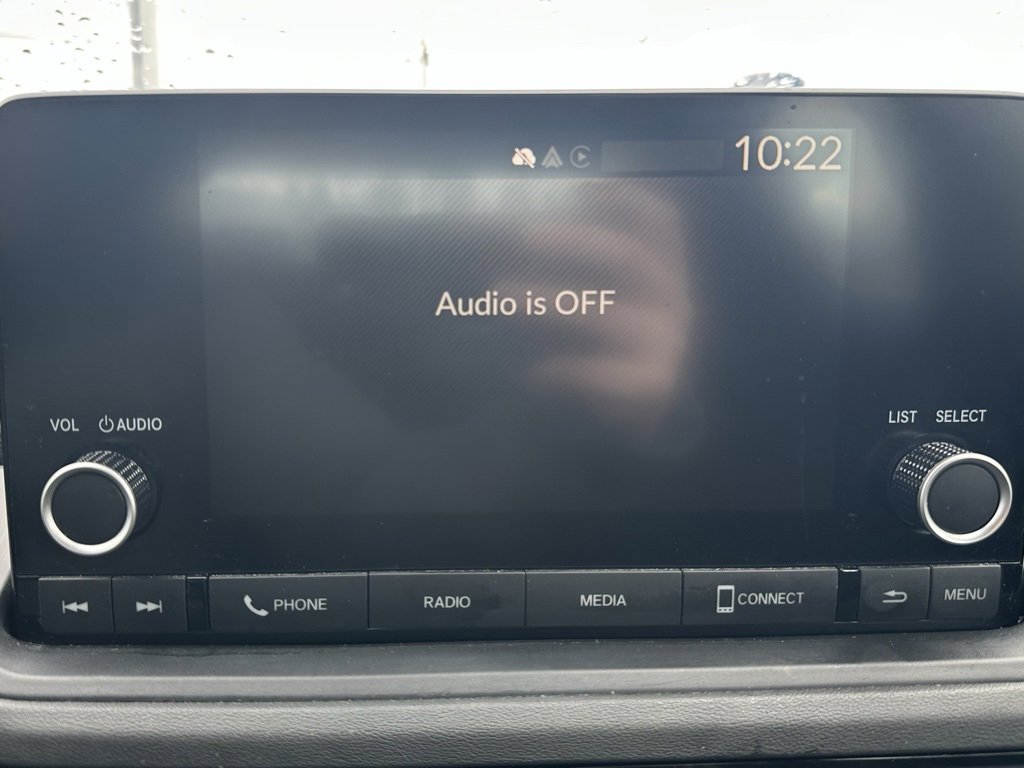 10:22
Audio is OFF
VOL AUDIO
LIST SELECT
PHONE
RADIO
MEDIA
CONNECT
MENU